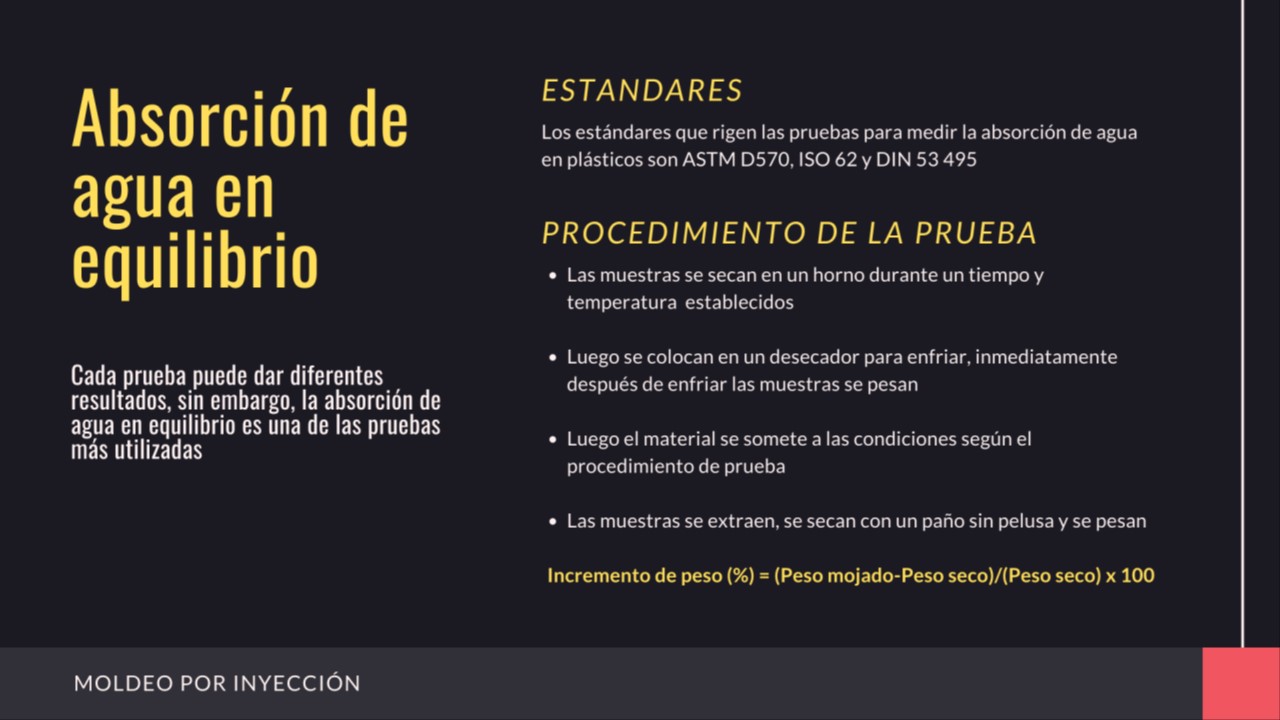 Absorción de
agua en
equilibrio
Cada prueba puede dar diferentes
resultados, sin embargo, la absorción de
agua en equilibrio es una de las pruebas
más utilizadas
ESTANDARES
Los estándares que rigen las pruebas para medir la absorción de agua
en plásticos son ASTM D570, ISO 62 y DIN 53 495
PROCEDIMIENTO DE LA PRUEBA
• Las muestras se secan en un horno durante un tiempo y
temperatura establecidos
• Luego se colocan en un desecador para enfriar, inmediatamente
después de enfriar las muestras se pesan
• Luego el material se somete a las condiciones según el
procedimiento de prueba
• Las muestras se extraen, se secan con un paño sin pelusa y se pesan
Incremento de peso (%) = (Peso mojado-Peso seco)/(Peso seco) x 100
MOLDEO POR INYECCIÓN